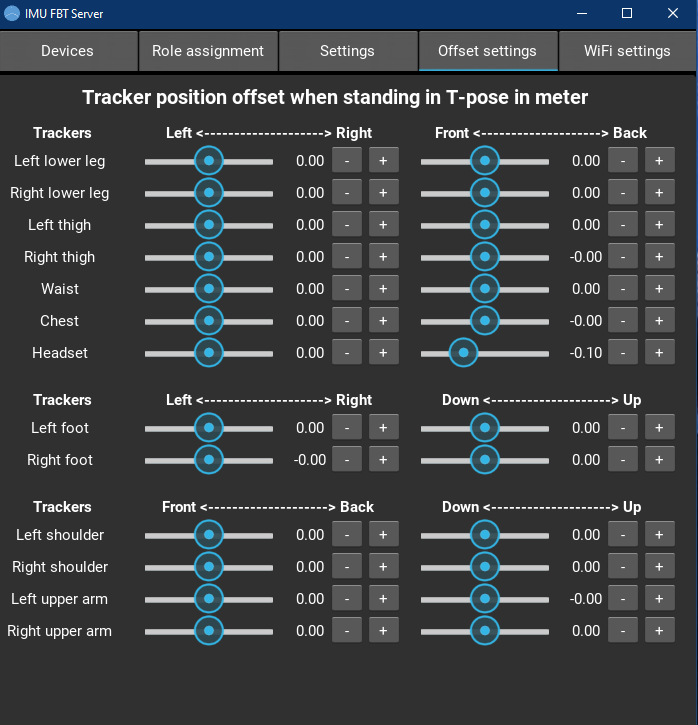 IMU FBT Server
Devices Role assignment Settings Offset settings WiFi settings
Tracker position offset when standing in T-pose in meter
Trackers Left <--------------------> Right Front <--------------------> Back
Left lower leg 0.00 - + 0.00 - +
Right lower leg 0.00 - + 0.00 - +
Left thigh 0.00 - + 0.00 - +
Right thigh 0.00 - + -0.00 - +
Waist 0.00 - + 0.00 - +
Chest 0.00 - + -0.00 - +
Headset 0.00 - + -0.10 - +
Trackers Left <--------------------> Right Down <--------------------> Up
Left foot 0.00 - + 0.00 - +
Right foot -0.00 - + 0.00 - +
Trackers Front <--------------------> Back Down <--------------------> Up
Left shoulder 0.00 - + 0.00 - +
Right shoulder 0.00 - + 0.00 - +
Left upper arm 0.00 - + -0.00 - +
Right upper arm 0.00 - + 0.00 - +